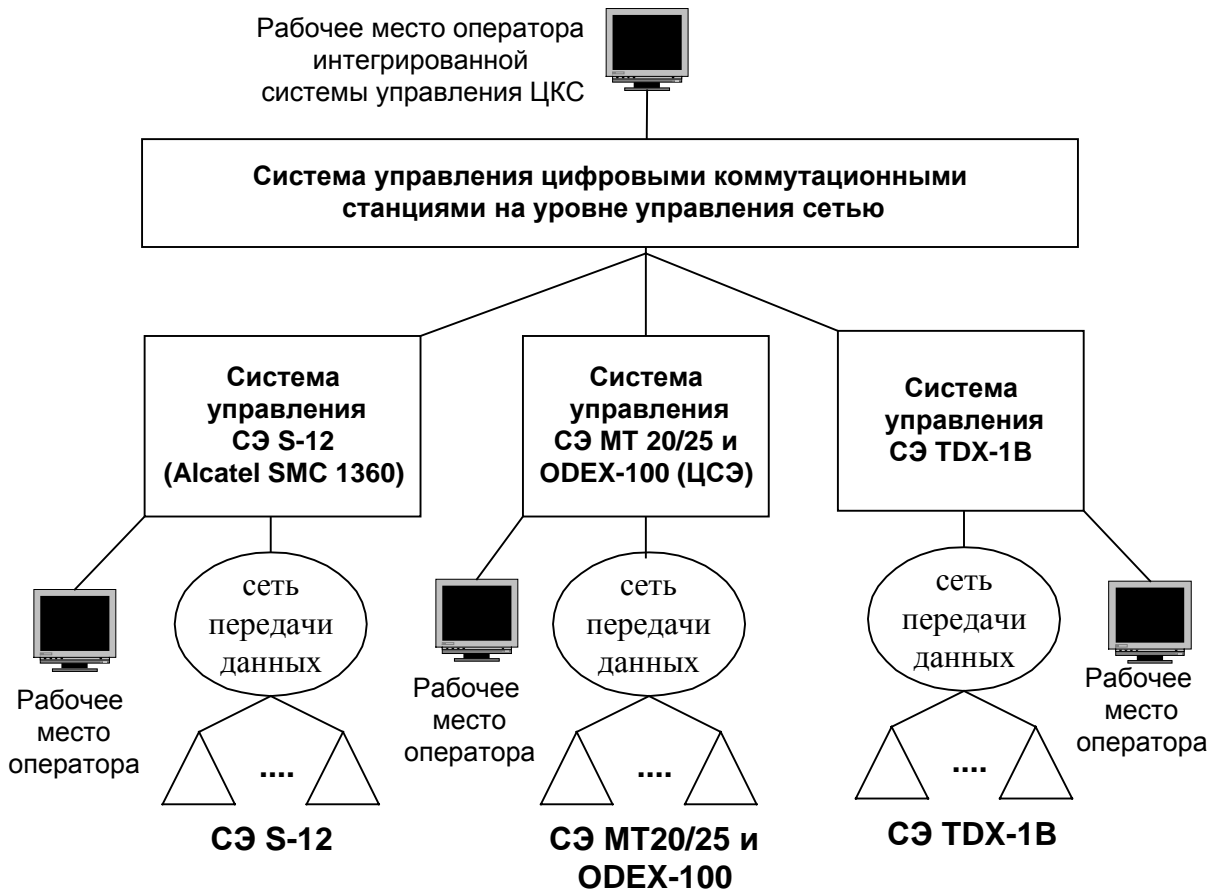 Рабочее место оператора
интегрированной
системы управления ЦКС
Система управления цифровыми коммутационными
станциями на уровне управления сетью
Система
управления
СЭ S-12
(Alcatel SMC 1360)
Система
управления
СЭ МТ 20/25 и
ODEX-100 (ЦСЭ)
Система
управления
СЭ TDX-1B
сеть
передачи
данных
сеть
передачи
данных
сеть
передачи
данных
Рабочее
место
оператора
Рабочее
место
оператора
Рабочее
место
оператора
....
....
....
СЭ S-12
СЭ МТ20/25 и
ODEX-100
СЭ TDX-1B